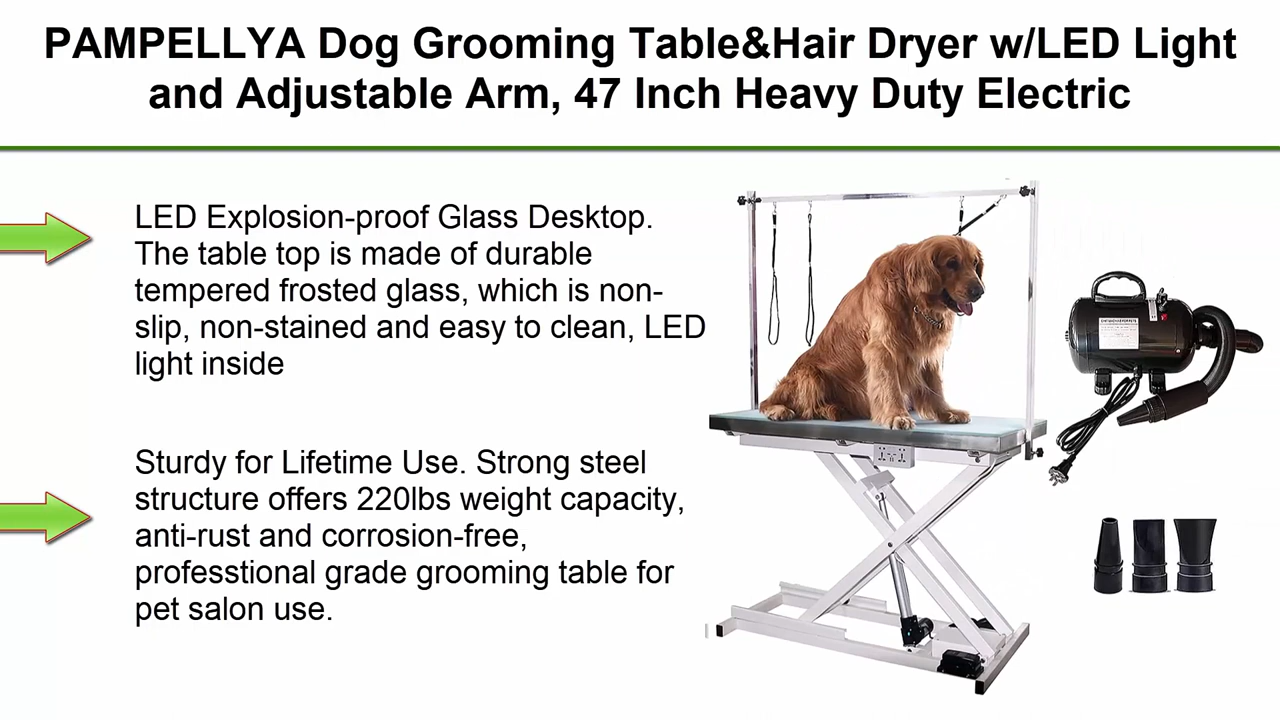 PAMPELLYA Dog Grooming Table&Hair Dryer w/LED Light
and Adjustable Arm, 47 Inch Heavy Duty Electric
LED Explosion-proof Glass Desktop.
The table top is made of durable
tempered frosted glass, which is non-
slip, non-stained and easy to clean, LED
light inside
Sturdy for Lifetime Use. Strong steel
structure offers 220lbs weight capacity,
anti-rust and corrosion-free,
professtional grade grooming table for
pet salon use.